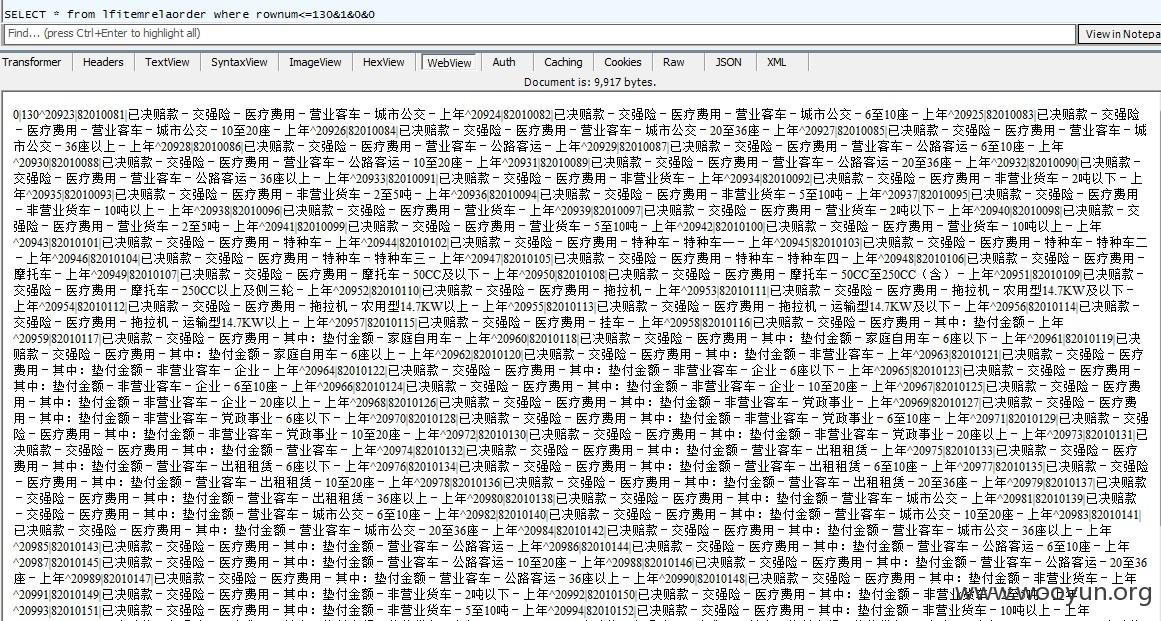 SELECT * from lfitemrelaorder where rownum<=130&1&0&0
Find... (press Ctrl+Enter to highlight all)
View in Notepa
Transformer Headers TextView SyntaxView ImageView HexView WebView Auth Caching Cookies Raw JSON XML
Document is: 9,917 bytes.
0|130^20923|82010081|已决赔款－交强险－医疗费用－营业客车－城市公交－上年^20924|82010082|已决赔款－交强险－医疗费用－营业客车－城市公交－6至10座－上年^20925|82010083|已决赔款－交强险
－医疗费用－营业客车－城市公交－10至20座－上年^20926|82010084|已决赔款－交强险－医疗费用－营业客车－城市公交－20至36座－上年^20927|82010085|已决赔款－交强险－医疗费用－营业客车－城
市公交－36座以上－上年^20928|82010086|已决赔款－交强险－医疗费用－营业客车－公路客运－上年^20929|82010087|已决赔款－交强险－医疗费用－营业客车－公路客运－6至10座－上年
^20930|82010088|已决赔款－交强险－医疗费用－营业客车－公路客运－10至20座－上年^20931|82010089|已决赔款－交强险－医疗费用－营业客车－公路客运－20至36座－上年^20932|82010090|已决赔款－
交强险－医疗费用－营业客车－公路客运－36座以上－上年^20933|82010091|已决赔款－交强险－医疗费用－非营业货车－上年^20934|82010092|已决赔款－交强险－医疗费用－非营业货车－2吨以下－上
年^20935|82010093|已决赔款－交强险－医疗费用－非营业货车－2至5吨－上年^20936|82010094|已决赔款－交强险－医疗费用－非营业货车－5至10吨－上年^20937|82010095|已决赔款－交强险－医疗费用
－非营业货车－10吨以上－上年^20938|82010096|已决赔款－交强险－医疗费用－营业货车－上年^20939|82010097|已决赔款－交强险－医疗费用－营业货车－2吨以下－上年^20940|82010098|已决赔款－交
强险－医疗费用－营业货车－2至5吨－上年^20941|82010099|已决赔款－交强险－医疗费用－营业货车－5至10吨－上年^20942|82010100|已决赔款－交强险－医疗费用－营业货车－10吨以上－上年
^20943|82010101|已决赔款－交强险－医疗费用－特种车－上年^20944|82010102|已决赔款－交强险－医疗费用－特种车－特种车一－上年^20945|82010103|已决赔款－交强险－医疗费用－特种车－特种车二
－上年^20946|82010104|已决赔款－交强险－医疗费用－特种车－特种车三－上年^20947|82010105|已决赔款－交强险－医疗费用－特种车－特种车四－上年^20948|82010106|已决赔款－交强险－医疗费用－
摩托车－上年^20949|82010107|已决赔款－交强险－医疗费用－摩托车－50CC及以下－上年^20950|82010108|已决赔款－交强险－医疗费用－摩托车－50CC至250CC（含）－上年^20951|82010109|已决赔款－
交强险－医疗费用－摩托车－250CC以上及侧三轮－上年^20952|82010110|已决赔款－交强险－医疗费用－拖拉机－上年^20953|82010111|已决赔款－交强险－医疗费用－拖拉机－农用型14.7KW及以下－
上年^20954|82010112|已决赔款－交强险－医疗费用－拖拉机－农用型14.7KW以上－上年^20955|82010113|已决赔款－交强险－医疗费用－拖拉机－运输型14.7KW及以下－上年^20956|82010114|已决赔款－
交强险－医疗费用－拖拉机－运输型14.7KW以上－上年^20957|82010115|已决赔款－交强险－医疗费用－挂车－上年^20958|82010116|已决赔款－交强险－医疗费用－其中：垫付金额－上年
^20959|82010117|已决赔款－交强险－医疗费用－其中：垫付金额－家庭自用车－上年^20960|82010118|已决赔款－交强险－医疗费用－其中：垫付金额－家庭自用车－6座以下－上年^20961|82010119|已决
赔款－交强险－医疗费用－其中：垫付金额－家庭自用车－6座以上－上年^20962|82010120|已决赔款－交强险－医疗费用－其中：垫付金额－非营业客车－上年^20963|82010121|已决赔款－交强险－医疗
费用－其中：垫付金额－非营业客车－企业－上年^20964|82010122|已决赔款－交强险－医疗费用－其中：垫付金额－非营业客车－企业－6座以下－上年^20965|82010123|已决赔款－交强险－医疗费用－
其中：垫付金额－非营业客车－企业－6至10座－上年^20966|82010124|已决赔款－交强险－医疗费用－其中：垫付金额－非营业客车－企业－10至20座－上年^20967|82010125|已决赔款－交强险－医疗费
用－其中：垫付金额－非营业客车－企业－20座以上－上年^20968|82010126|已决赔款－交强险－医疗费用－其中：垫付金额－非营业客车－党政事业－上年^20969|82010127|已决赔款－交强险－医疗费
用－其中：垫付金额－非营业客车－党政事业－6座以下－上年^20970|82010128|已决赔款－交强险－医疗费用－其中：垫付金额－非营业客车－党政事业－6至10座－上年^20971|82010129|已决赔款－交强
险－医疗费用－其中：垫付金额－非营业客车－党政事业－10至20座－上年^20972|82010130|已决赔款－交强险－医疗费用－其中：垫付金额－非营业客车－党政事业－20座以上－上年^20973|82010131|已
决赔款－交强险－医疗费用－其中：垫付金额－营业客车－上年^20974|82010132|已决赔款－交强险－医疗费用－其中：垫付金额－营业客车－出租租赁－上年^20975|82010133|已决赔款－交强险－医疗
费用－其中：垫付金额－营业客车－出租租赁－6座以下－上年^20976|82010134|已决赔款－交强险－医疗费用－其中：垫付金额－营业客车－出租租赁－6至10座－上年^20977|82010135|已决赔款－交强险
－医疗费用－其中：垫付金额－营业客车－出租租赁－10至20座－上年^20978|82010136|已决赔款－交强险－医疗费用－其中：垫付金额－营业客车－出租租赁－20至36座－上年^20979|82010137|已决赔款
－交强险－医疗费用－其中：垫付金额－营业客车－出租租赁－36座以上－上年^20980|82010138|已决赔款－交强险－医疗费用－其中：垫付金额－营业客车－城市公交－上年^20981|82010139|已决赔款
－交强险－医疗费用－其中：垫付金额－营业客车－城市公交－6至10座－上年^20982|82010140|已决赔款－交强险－医疗费用－其中：垫付金额－营业客车－城市公交－10至20座－上年^20983|82010141|
已决赔款－交强险－医疗费用－其中：垫付金额－营业客车－城市公交－20至36座－上年^20984|82010142|已决赔款－交强险－医疗费用－其中：垫付金额－营业客车－城市公交－36座以上－上年
^20985|82010143|已决赔款－交强险－医疗费用－其中：垫付金额－营业客车－公路客运－上年^20986|82010144|已决赔款－交强险－医疗费用－其中：垫付金额－营业客车－公路客运－6至10座－上年
^20987|82010145|已决赔款－交强险－医疗费用－其中：垫付金额－营业客车－公路客运－10至20座－上年^20988|82010146|已决赔款－交强险－医疗费用－其中：垫付金额－营业客车－公路客运－20至36
座－上年^20989|82010147|已决赔款－交强险－医疗费用－其中：垫付金额－营业客车－公路客运－36座以上－上年^20990|82010148|已决赔款－交强险－医疗费用－其中：垫付金额－非营业货车－上年
^20991|82010149|已决赔款－交强险－医疗费用－其中：垫付金额－非营业货车－2吨以下－上年^20992|82010150|已决赔款－交强险－医疗费用－其中：垫付金额－非营业货车
^20993|82010151|已决赔款－交强险－医疗费用－其中：垫付金额－非营业货车－5至10吨－上年^20994|82010152|已决赔款－交强险－医疗费用－其中：垫付金额－非营业货车－10吨以上－上年
www.wooyun.org